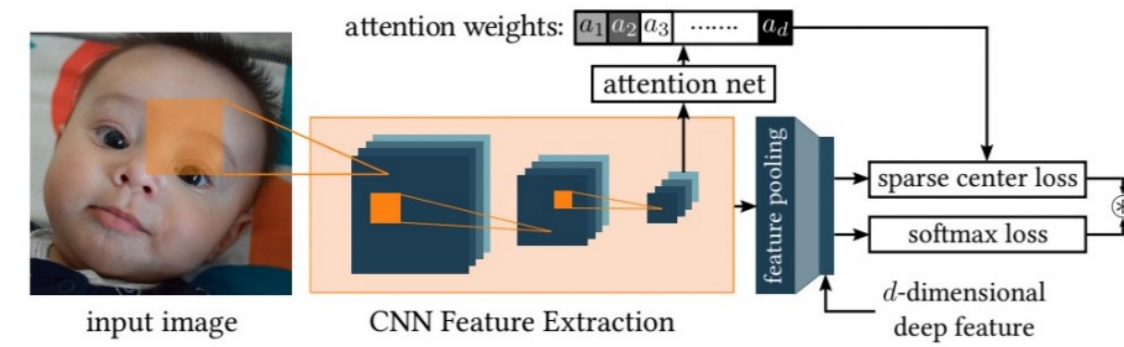 attention weights: a₁ a₂ a₃ ....... a_d
attention net
feature pooling
sparse center loss
softmax loss
input image
CNN Feature Extraction
d-dimensional
deep feature